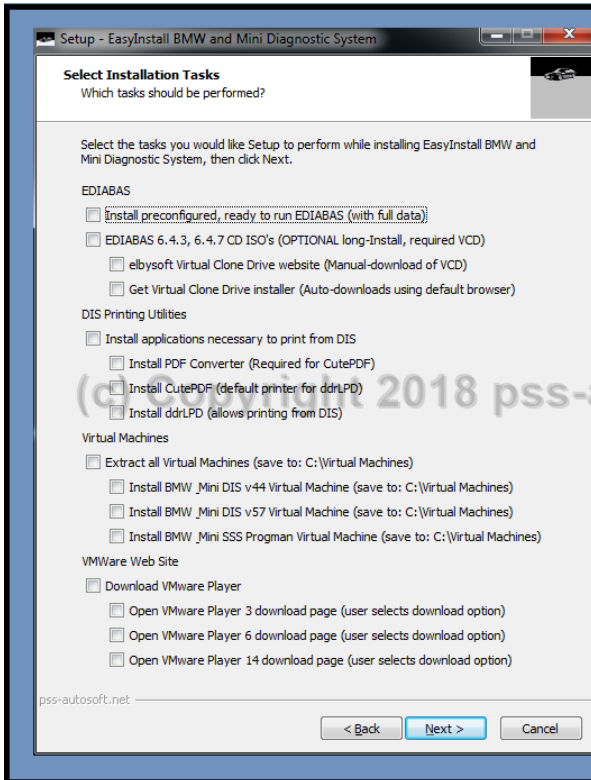 Setup - EasyInstall BMW and Mini Diagnostic System
Select Installation Tasks
Which tasks should be performed?
Select the tasks you would like Setup to perform while installing EasyInstall BMW and
Mini Diagnostic System, then click Next.
EDIABAS
Install preconfigured, ready to run EDIABAS (with full data)
EDIABAS 6.4.3, 6.4.7 CD ISO's (OPTIONAL long-Install, required VCD)
elbysoft Virtual Clone Drive website (Manual-download of VCD)
Get Virtual Clone Drive installer (Auto-downloads using default browser)
DIS Printing Utilities
Install applications necessary to print from DIS
Install PDF Converter (Required for CutePDF)
Install CutePDF (default printer for ddrLPD)
(c) Copyright 2018 pss-a
Install ddrLPD (allows printing from DIS)
Virtual Machines
Extract all Virtual Machines (save to: C:\Virtual Machines)
Install BMW_Mini DIS v44 Virtual Machine (save to: C:\Virtual Machines)
Install BMW_Mini DIS v57 Virtual Machine (save to: C:\Virtual Machines)
Install BMW_Mini SSS Progman Virtual Machine (save to: C:\Virtual Machines)
VMWare Web Site
Download VMware Player
Open VMware Player 3 download page (user selects download option)
Open VMware Player 6 download page (user selects download option)
Open VMware Player 14 download page (user selects download option)
pss-autosoft.net
< Back
Next >
Cancel